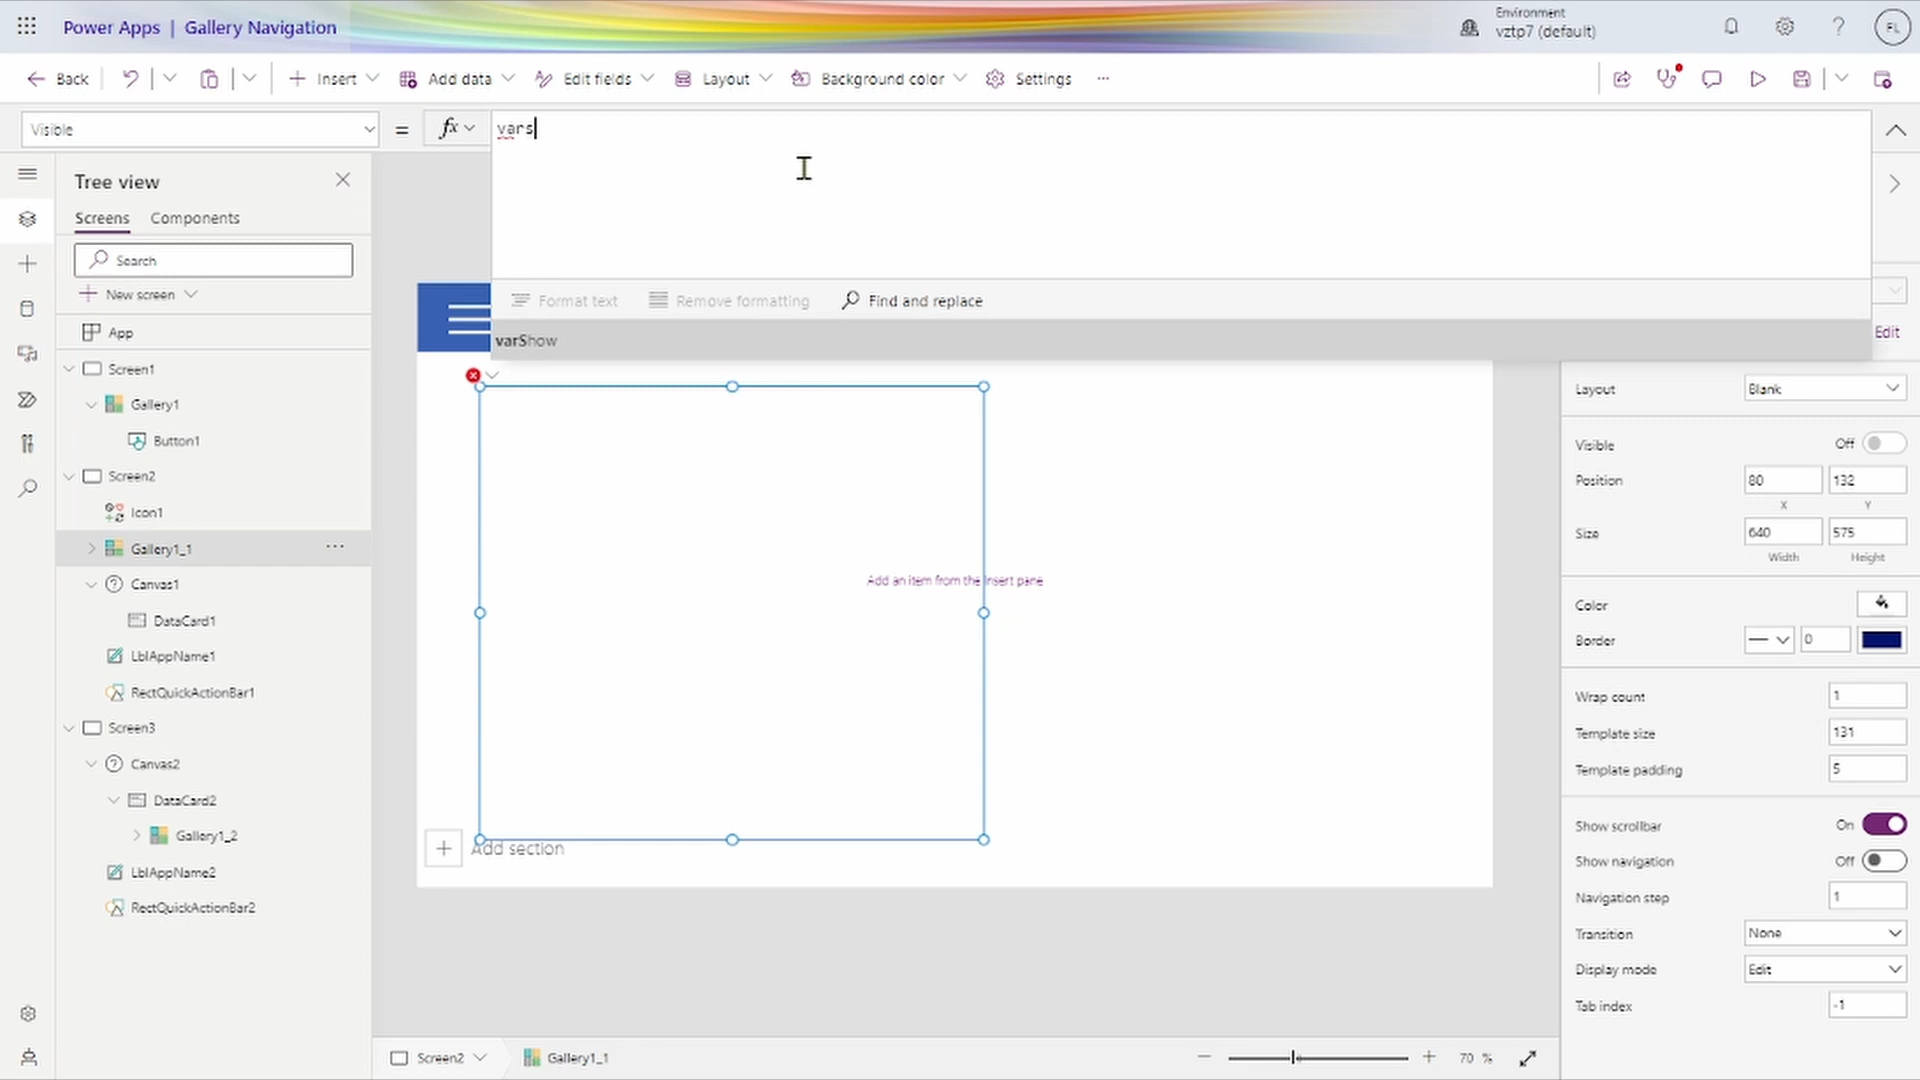 Power Apps | Gallery Navigation
Environment
vztp7 (default)
FL
Back
Insert
Add data
Edit fields
Layout
Background color
Settings
Visible
=
fx
vars
Format text
Remove formatting
Find and replace
varShow
Tree view
Screens
Components
Search
New screen
App
Screen1
Gallery1
Button1
Screen2
Icon1
Gallery1_1
Canvas1
DataCard1
LblAppName1
RectQuickActionBar1
Screen3
Canvas2
DataCard2
Gallery1_2
LblAppName2
RectQuickActionBar2
Add an item from the insert pane
Add section
Edit
Layout
Blank
Visible
Off
Position
80
132
X
Y
Size
640
575
Width
Height
Color
Border
0
Wrap count
1
Template size
131
Template padding
5
Show scrollbar
On
Show navigation
Off
Navigation step
1
Transition
None
Display mode
Edit
Tab index
-1
Screen2
Gallery1_1
70 %